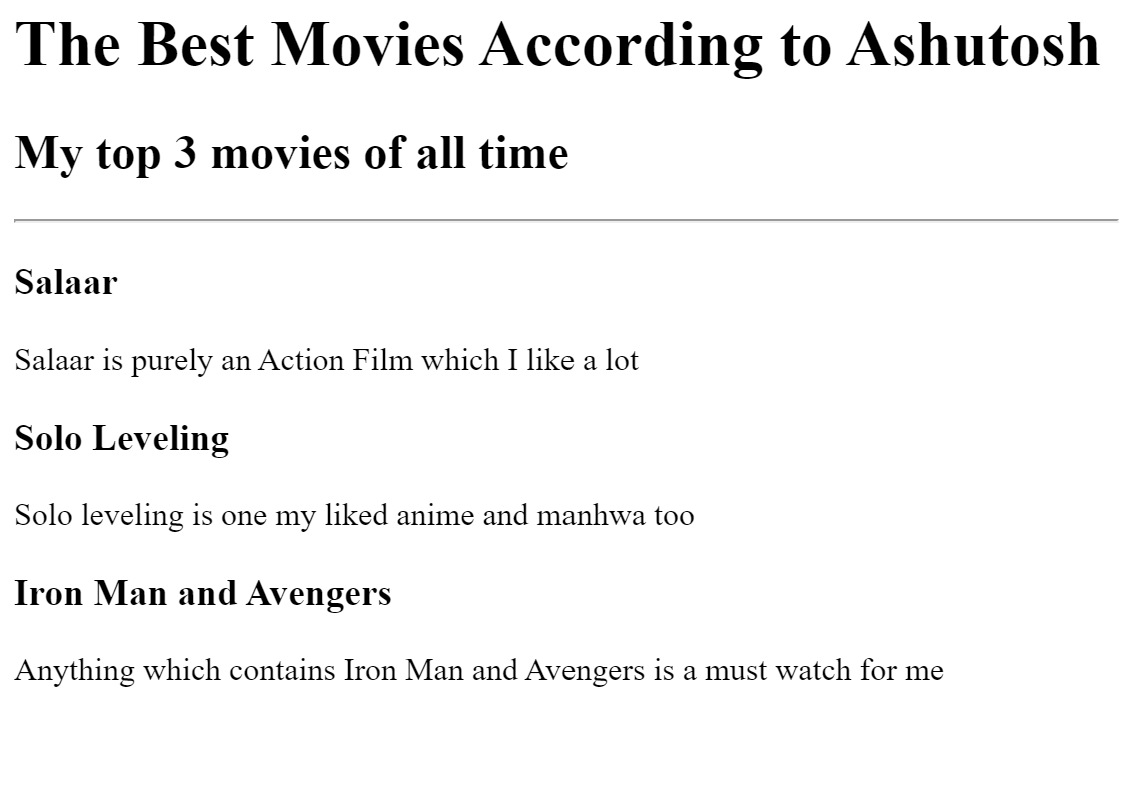 The Best Movies According to Ashutosh
My top 3 movies of all time
Salaar
Salaar is purely an Action Film which I like a lot
Solo Leveling
Solo leveling is one my liked anime and manhwa too
Iron Man and Avengers
Anything which contains Iron Man and Avengers is a must watch for me